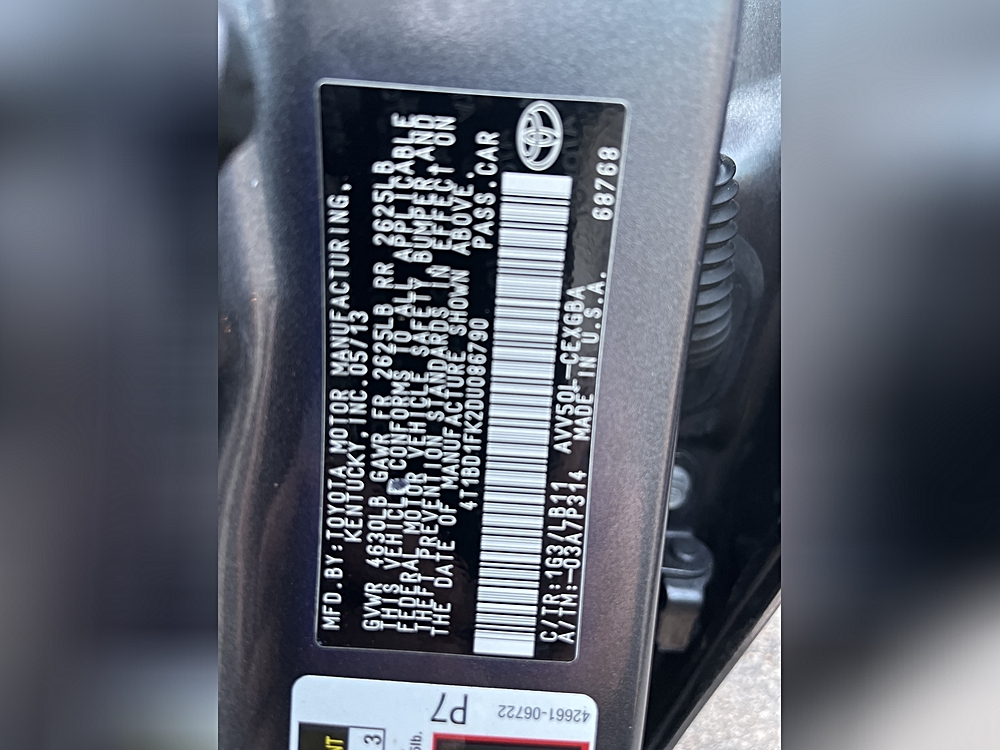 MFD.BY:TOYOTA MOTOR MANUFACTURING,
KENTUCKY, INC.05/13
GVWR 4630LB GAWR FR 2625LB RR 2625LB
THIS VEHICLE CONFORMS TO ALL APPLICABLE
FEDERAL MOTOR VEHICLE SAFETY, BUMPER, AND
THEFT PREVENTION STANDARDS IN EFFECT ON
THE DATE OF MANUFACTURE SHOWN ABOVE.
4T1BD1FK2DU086790 PASS.CAR
C/TR:1G3/LB11 AVV50L-CEXGBA
A/TM:-03A/P314 MADE IN U.S.A. 68768
P7
42661-06722
NT
3